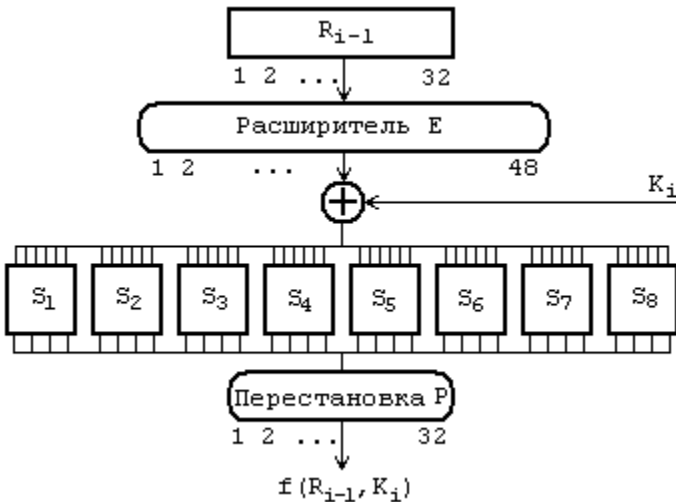 R_{i-1}
1 2 ... 32
Расширитель E
1 2 ... 48
K_i
S_1 S_2 S_3 S_4 S_5 S_6 S_7 S_8
Перестановка P
1 2 ... 32
f(R_{i-1}, K_i)